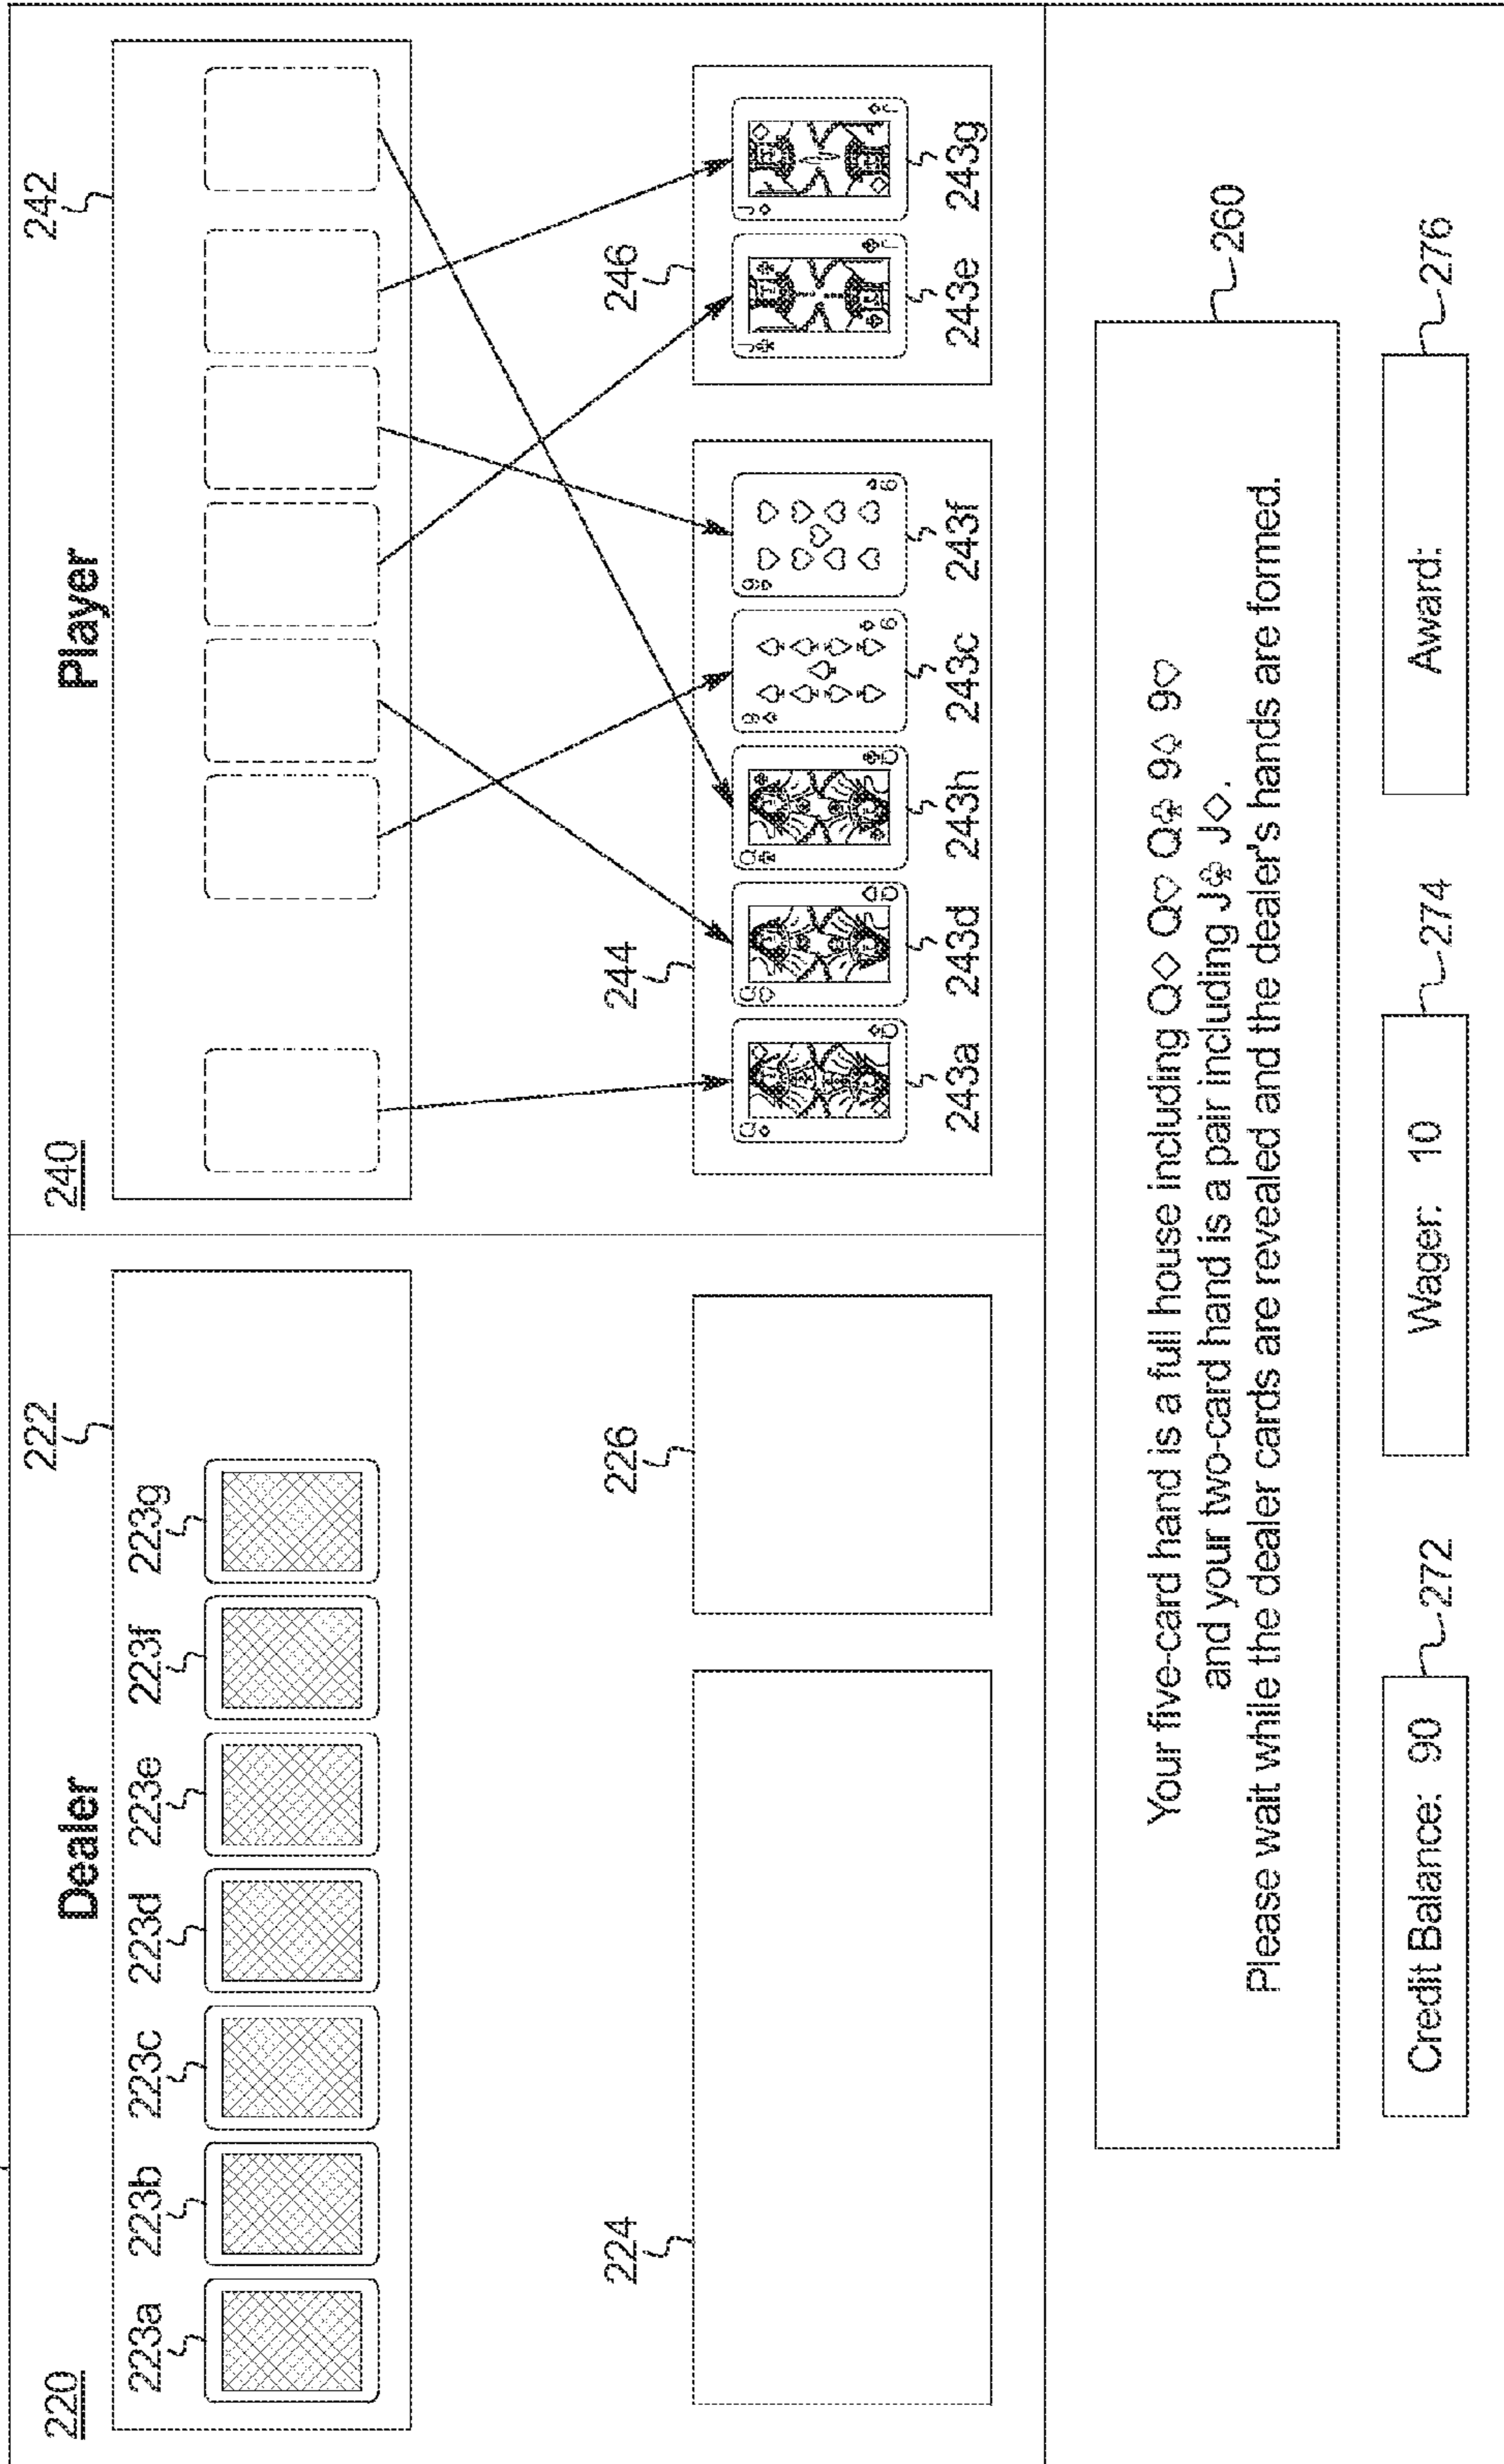 220
Dealer
222
223a 223b 223c 223d 223e 223f 223g
224
226
240
Player
242
244
246
Q♢ Q♡ Q♧ 9♤ 9♡ J♧ J♢
243a 243d 243h 243c 243f 243e 243g
Your five-card hand is a full house including Q♢ Q♡ Q♧ 9♤ 9♡
and your two-card hand is a pair including J♧ J♢.
Please wait while the dealer cards are revealed and the dealer's hands are formed.
260
Credit Balance: 90
272
Wager: 10
274
Award:
276